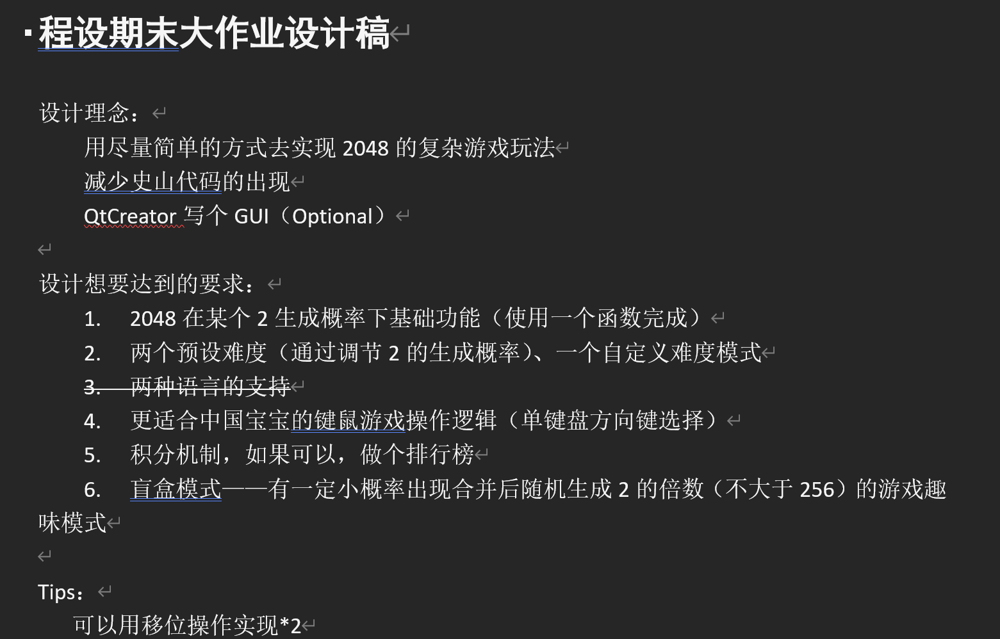 程设期末大作业设计稿
设计理念：
用尽量简单的方式去实现 2048 的复杂游戏玩法
减少史山代码的出现
QtCreator 写个 GUI（Optional）
设计想要达到的要求：
1. 2048 在某个 2 生成概率下基础功能（使用一个函数完成）
2. 两个预设难度（通过调节 2 的生成概率）、一个自定义难度模式
3. 两种语言的支持
4. 更适合中国宝宝的键鼠游戏操作逻辑（单键盘方向键选择）
5. 积分机制，如果可以，做个排行榜
6. 盲盒模式——有一定小概率出现合并后随机生成 2 的倍数（不大于 256）的游戏趣
味模式
Tips：
可以用移位操作实现*2